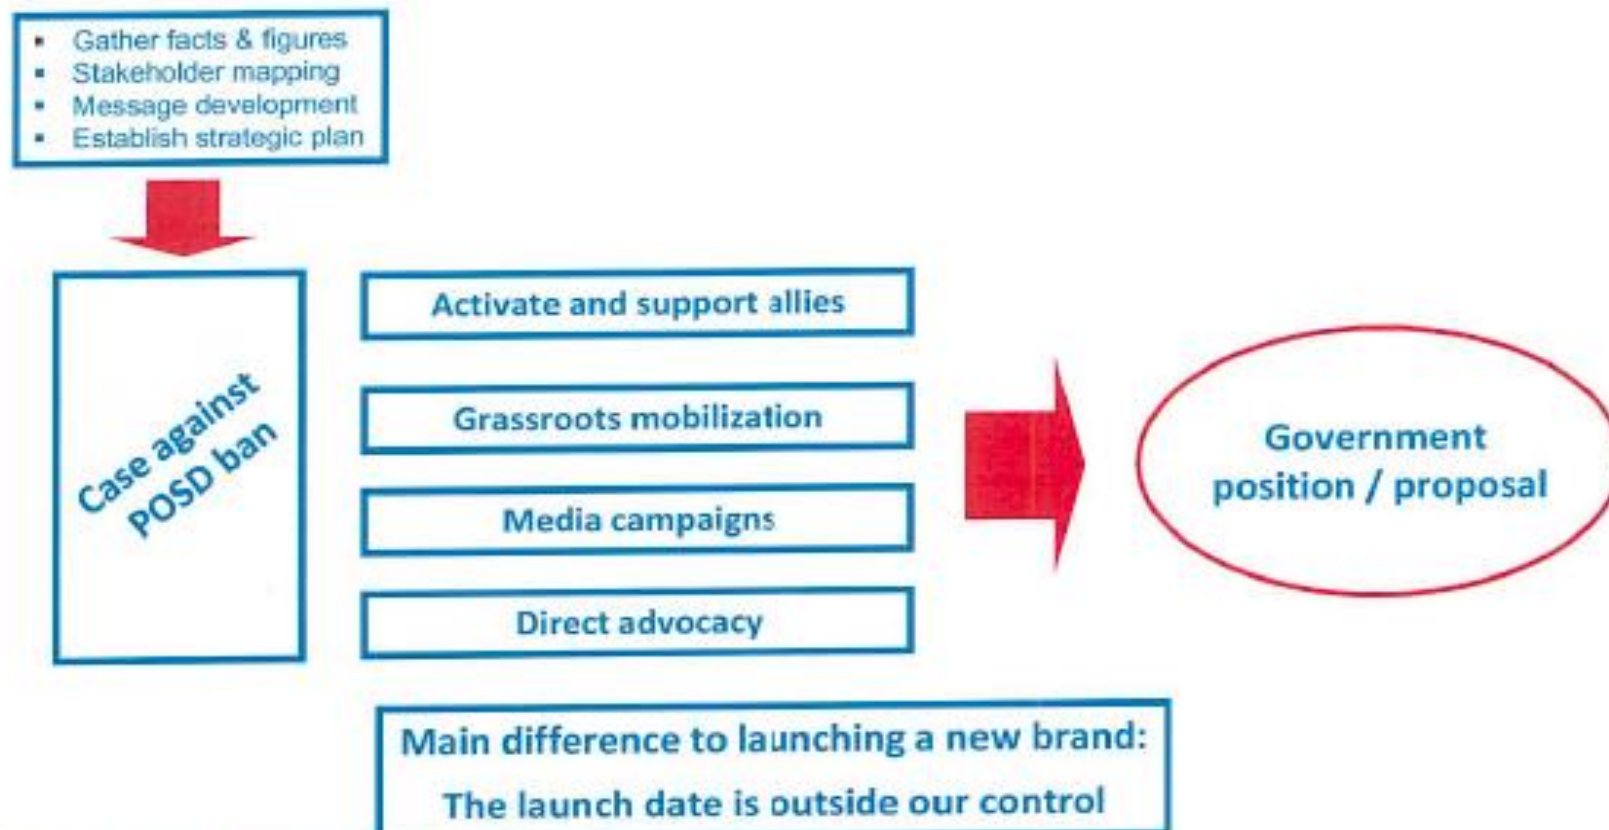 ▪ Gather facts & figures
▪ Stakeholder mapping
▪ Message development
▪ Establish strategic plan
Case against
POSD ban
Activate and support allies
Grassroots mobilization
Media campaigns
Direct advocacy
Government
position / proposal
Main difference to launching a new brand:
The launch date is outside our control